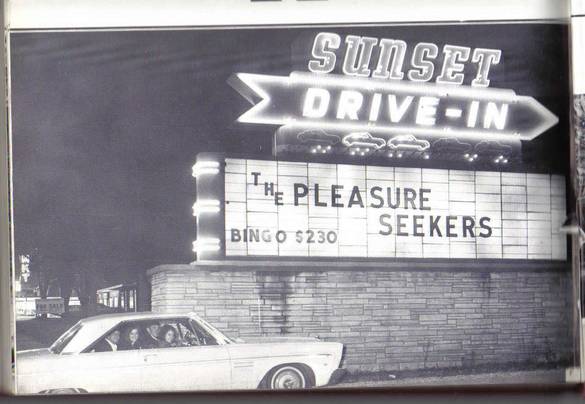 SUNSET
DRIVE-IN
THE PLEASURE
SEEKERS
BINGO $230